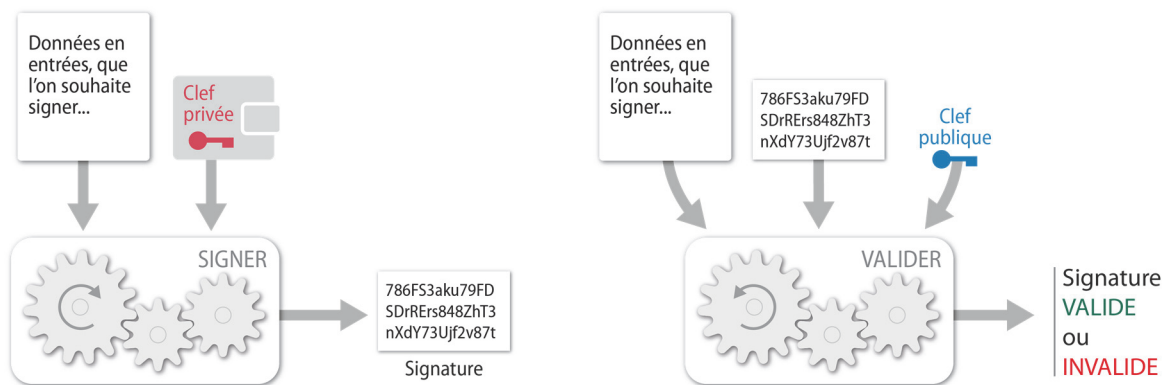 Données en
entrées, que
l'on souhaite
signer...
Clef
privée
SIGNER
786FS3aku79FD
SDrRErs848ZhT3
nXdY73Ujf2v87t
Signature
Données en
entrées, que
l'on souhaite
signer...
786FS3aku79FD
SDrRErs848ZhT3
nXdY73Ujf2v87t
Clef
publique
VALIDER
Signature
VALIDE
ou
INVALIDE